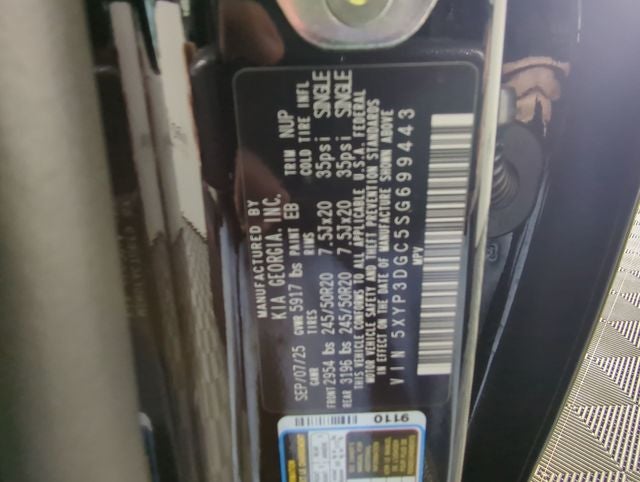 MANUFACTURED BY
KIA GEORGIA, INC.
SEP/07/25 GVWR 5917 lbs PAINT EB TRIM NUP
GAWR TIRES RIMS COLD TIRE INFL
FRONT 2954 lbs 245/50R20 7.5Jx20 35psi SINGLE
REAR 3196 lbs 245/50R20 7.5Jx20 35psi SINGLE
THIS VEHICLE CONFORMS TO ALL APPLICABLE U.S.A. FEDERAL
MOTOR VEHICLE SAFETY AND THEFT PREVENTION STANDARDS
IN EFFECT ON THE DATE OF MANUFACTURE SHOWN ABOVE
VIN 5XYP3DGC5SG699443
MPV
9110